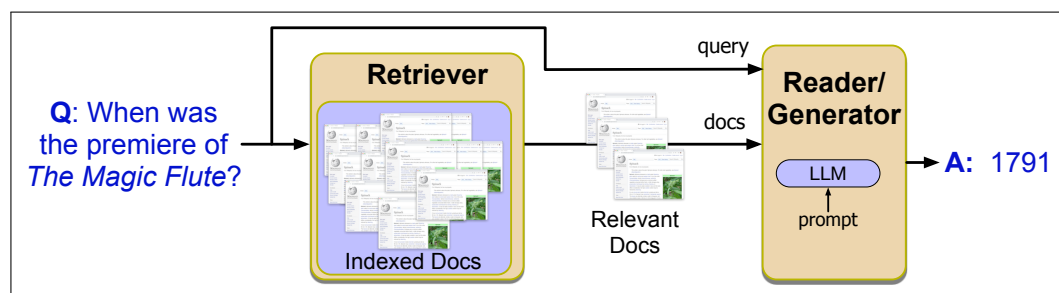 query
Retriever
Reader/
Generator
Q: When was
the premiere of
The Magic Flute?
docs
LLM
A: 1791
prompt
Relevant
Docs
Indexed Docs